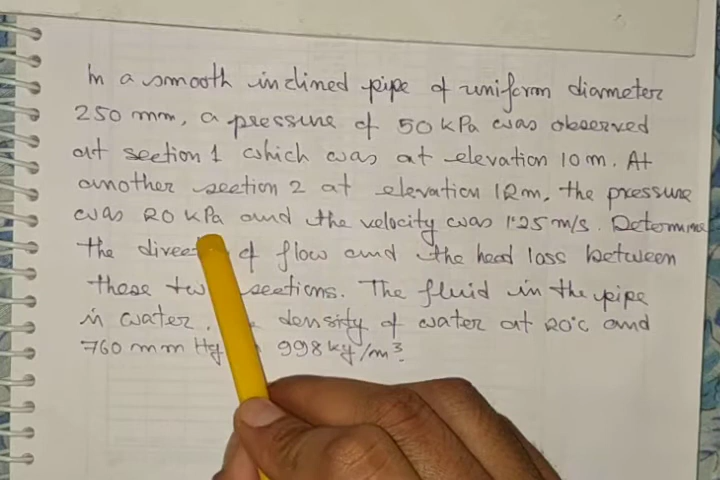 In a smooth inclined pipe of uniform diameter
250 mm, a pressure of 50 kPa was observed
at section 1 which was at elevation 10 m. At
another section 2 at elevation 12m, the pressure
was 20 kPa and the velocity was 1.25 m/s. Determine
the of flow and the head loss between
these sections. The fluid in the pipe
is water. density of water at 20°c and
760 mm Hg 998 kg/m³.